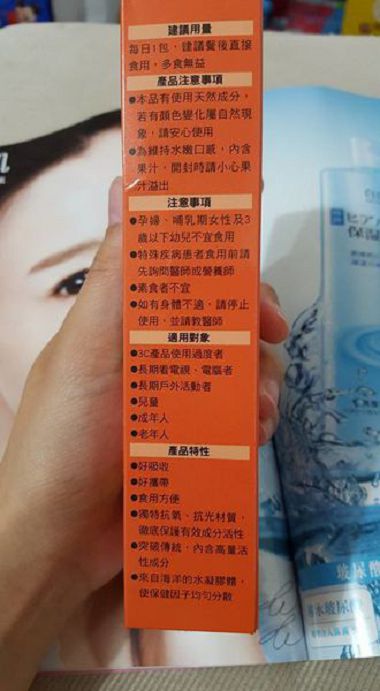 建議用量
每日1包，建議餐後直接
食用，多食無益
產品注意事項
●本品有使用天然成分，
若有顏色變化屬自然現
象，請安心使用
●為維持水嫩口感，內含
果汁，開封時請小心果
汁溢出
注意事項
●孕婦、哺乳期女性及3
歲以下幼兒不宜食用
●特殊疾病患者食用前請
先詢問醫師或營養師
●素食者不宜
●如有身體不適，請停止
使用，並請教醫師
適用對象
●3C產品使用過度者
●長期看電視、電腦者
●長期戶外活動者
●兒童
●成年人
●老年人
產品特性
●好吸收
●好攜帶
●食用方便
●獨特抗氧、抗光材質，
徹底保護有效成分活性
●突破傳統，內含高量活
性成分
●來自海洋的水凝膠體，
使保健因子均勻分散
玻尿酸